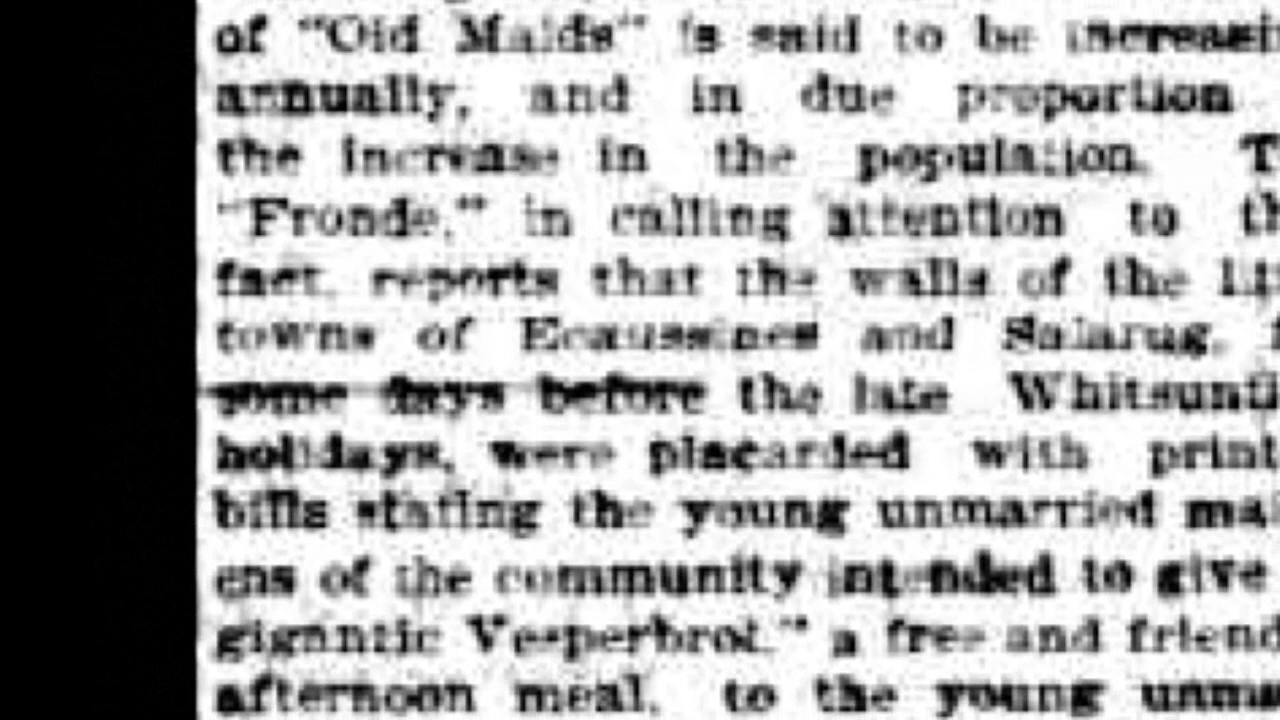 of "Old Maids" is said to be increasi
annually, and in due proportion
the increase in the population. T
"Fronde," in calling attention to th
fact, reports that the walls of the lit
towns of Ecaussines and Salarug,
some days before the late Whitsunti
holidays, were placarded with print
bills stating the young unmarried mai
ens of the community intended to give
gigantic Vesperbrot," a free and friend
afternoon meal, to the young unma